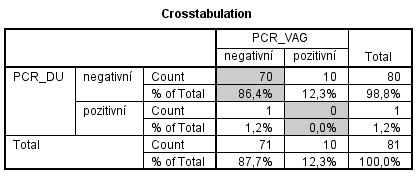 Crosstabulation
PCR_VAG
negativní pozitivní Total
PCR_DU negativní Count 70 10 80
% of Total 86,4% 12,3% 98,8%
pozitivní Count 1 0 1
% of Total 1,2% 0,0% 1,2%
Total Count 71 10 81
% of Total 87,7% 12,3% 100,0%